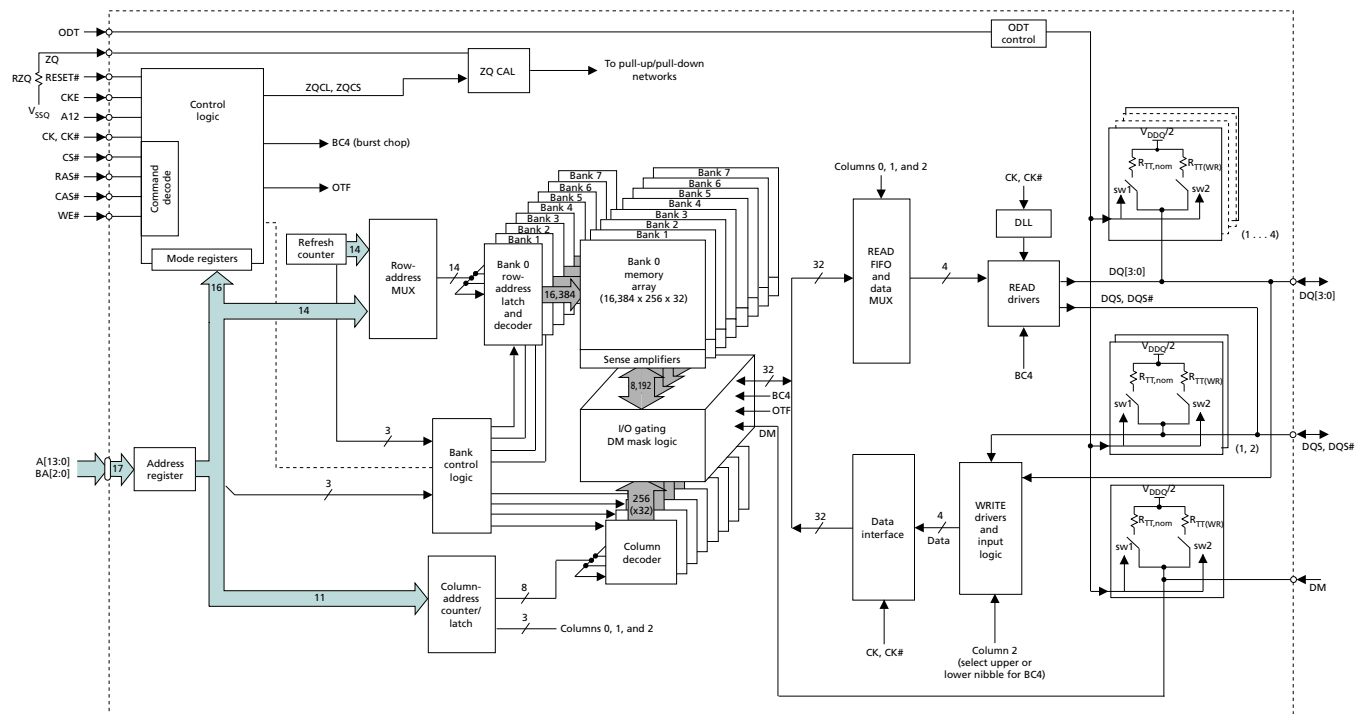 ODT
ODT
control
ZQ
RZQ
RESET#
CKE
VSSQ
A12
CK, CK#
CS#
RAS#
CAS#
WE#
Control
logic
Command
decode
Mode registers
ZQCL, ZQCS
ZQ CAL
To pull-up/pull-down
networks
BC4 (burst chop)
OTF
Refresh
counter
14
Row-
address
MUX
16
14
14
Bank 7
Bank 6
Bank 5
Bank 4
Bank 3
Bank 2
Bank 1
Bank 0
row-
address
latch
and
decoder
16,384
Bank 7
Bank 6
Bank 5
Bank 4
Bank 3
Bank 2
Bank 1
Bank 0
memory
array
(16,384 x 256 x 32)
Sense amplifiers
8,192
I/O gating
DM mask logic
32
BC4
OTF
DM
3
3
Bank
control
logic
A[13:0]
BA[2:0]
17
Address
register
256
(x32)
Column
decoder
11
Column-
address
counter/
latch
8
3
Columns 0, 1, and 2
Columns 0, 1, and 2
32
READ
FIFO
and
data
MUX
4
CK, CK#
DLL
READ
drivers
BC4
DQ[3:0]
DQS, DQS#
VDDQ/2
RTT,nom
RTT(WR)
sw1
sw2
(1 . . . 4)
DQ[3:0]
VDDQ/2
RTT,nom
RTT(WR)
sw1
sw2
(1, 2)
DQS, DQS#
VDDQ/2
RTT,nom
RTT(WR)
sw1
sw2
DM
32
Data
interface
4
Data
WRITE
drivers
and
input
logic
CK, CK#
Column 2
(select upper or
lower nibble for BC4)